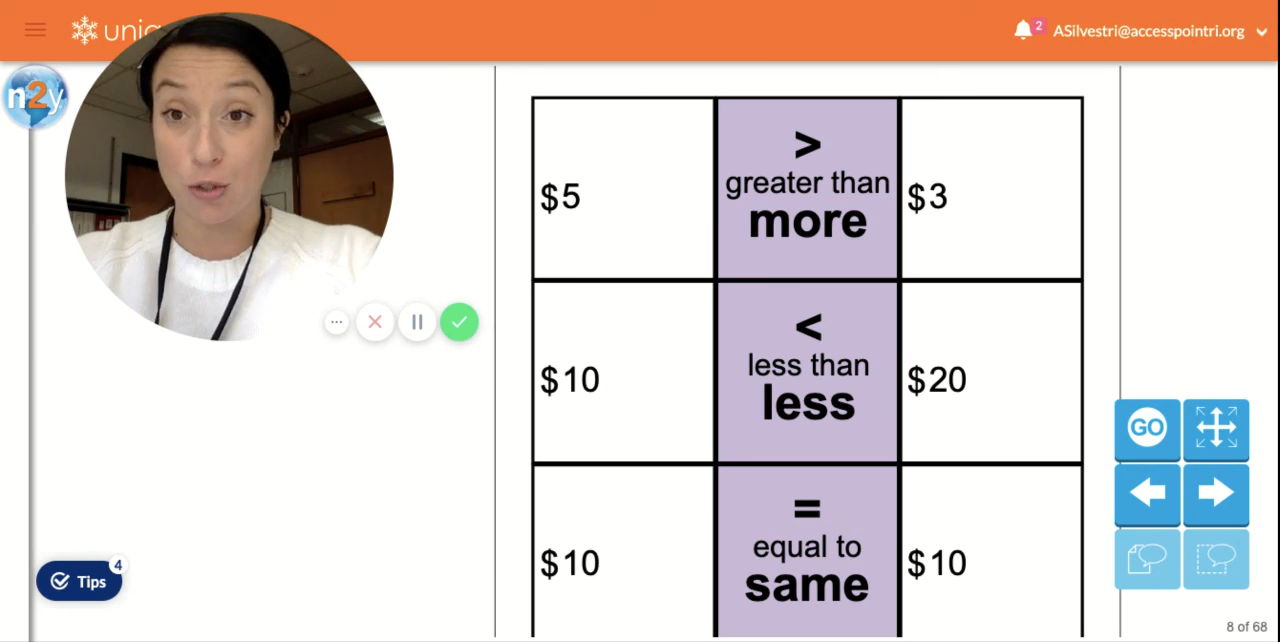 uniq
2
ASilvestri@accesspointri.org
n2y
$5
>
greater than
more
$3
$10
<
less than
less
$20
$10
=
equal to
same
$10
GO
Tips
4
8 of 68